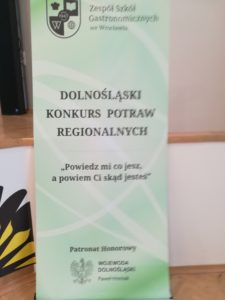 Zespół Szkół
Gastronomicznych
we Wrocławiu
DOLNOŚLĄSKI
KONKURS POTRAW
REGIONALNYCH
„Powiedz mi co jesz,
a powiem Ci skąd jesteś”
Patronat Honorowy
WOJEWODA
DOLNOŚLĄSKI
Paweł